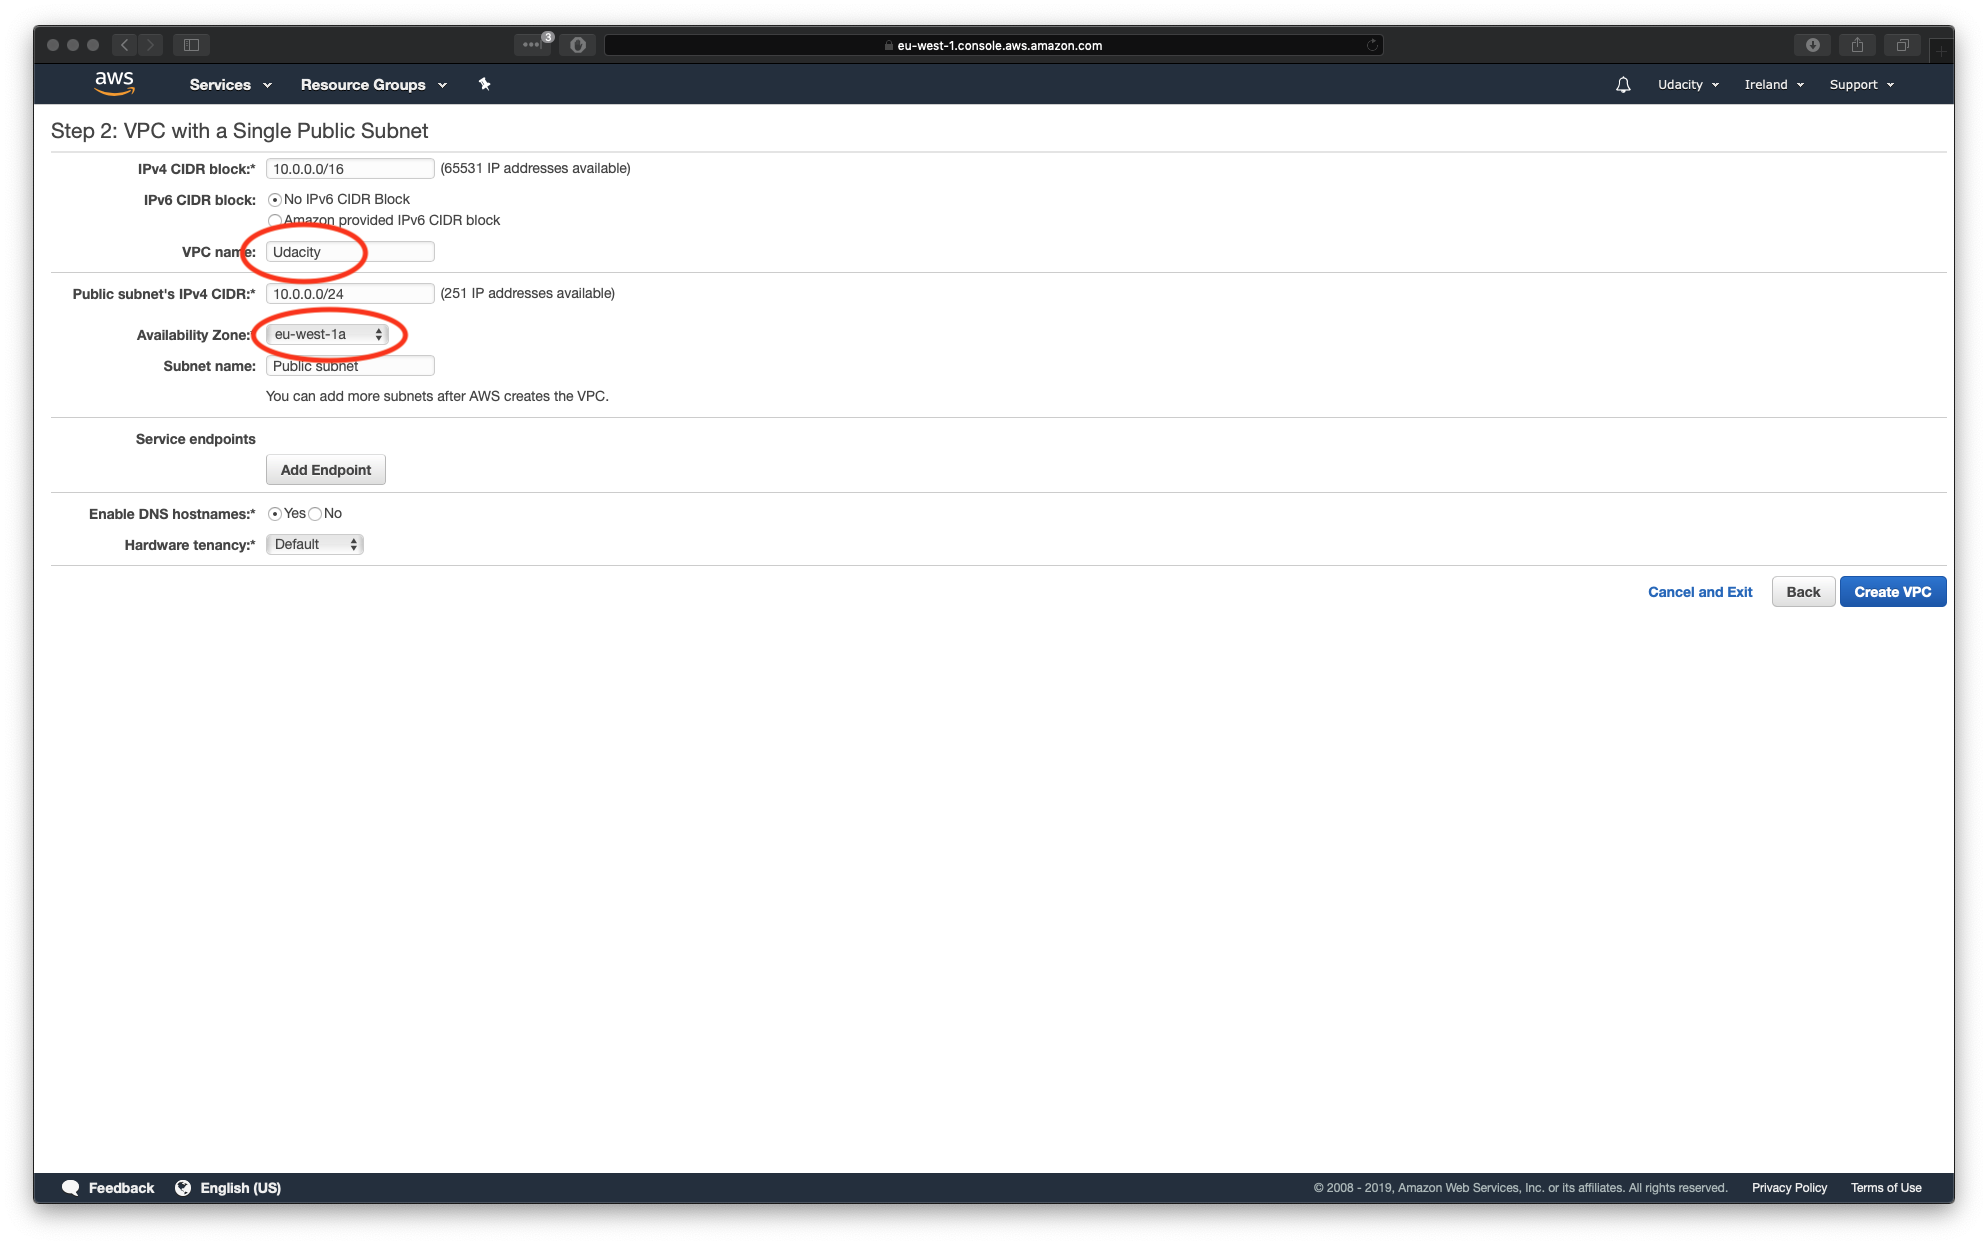 3
eu-west-1.console.aws.amazon.com
aws Services Resource Groups Udacity Ireland Support
Step 2: VPC with a Single Public Subnet
IPv4 CIDR block:* 10.0.0.0/16 (65531 IP addresses available)
IPv6 CIDR block: No IPv6 CIDR Block
Amazon provided IPv6 CIDR block
VPC name: Udacity
Public subnet's IPv4 CIDR:* 10.0.0.0/24 (251 IP addresses available)
Availability Zone:* eu-west-1a
Subnet name: Public subnet
You can add more subnets after AWS creates the VPC.
Service endpoints
Add Endpoint
Enable DNS hostnames:* Yes No
Hardware tenancy:* Default
Cancel and Exit Back Create VPC
Feedback English (US) © 2008 - 2019, Amazon Web Services, Inc. or its affiliates. All rights reserved. Privacy Policy Terms of Use